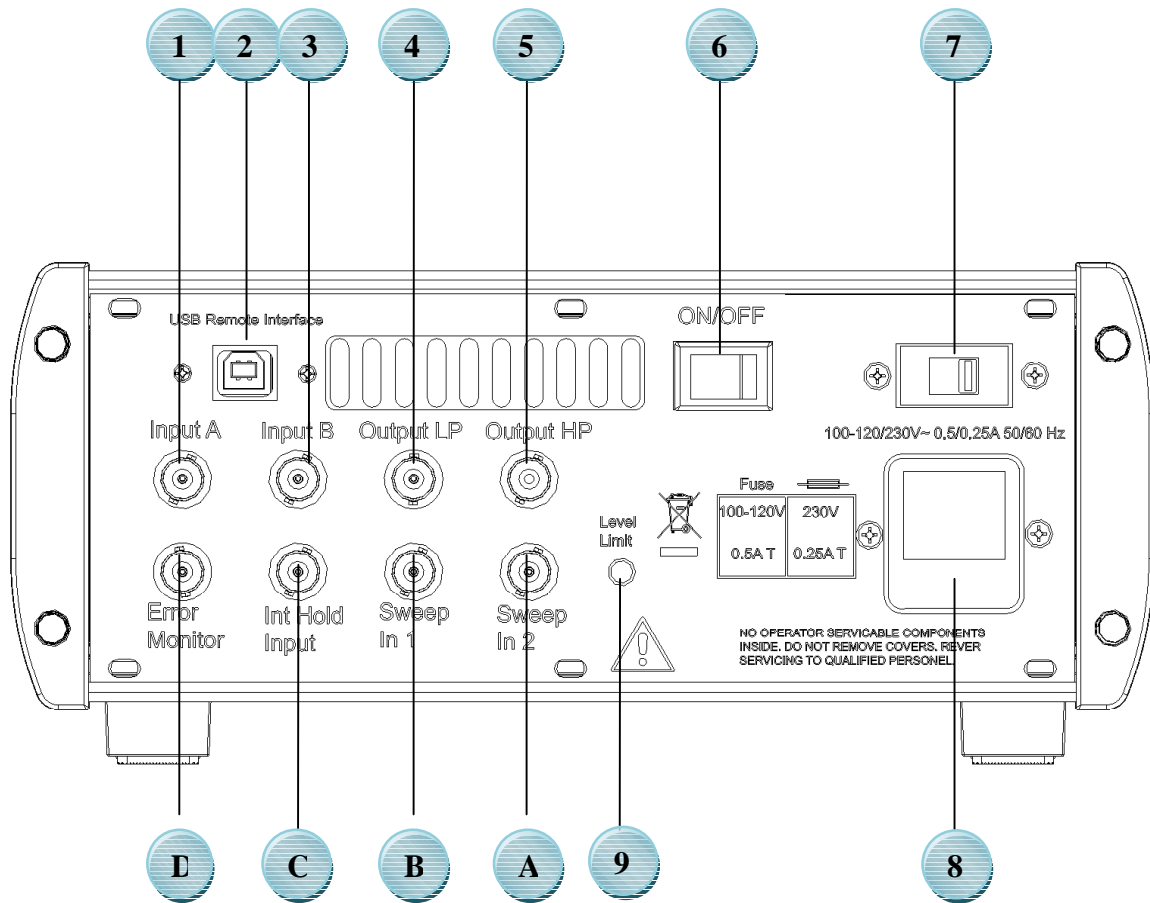 1 2 3 4 5 6 7
ON/OFF
USB Remote Interface
Input A Input B Output LP Output HP
100-120/230V~ 0.5/0.25A 50/60 Hz
Fuse
100-120V 230V
0.5A T 0.25A T
Level
Limit
Error
Monitor
Int Hold
Input
Sweep
In 1
Sweep
In 2
NO OPERATOR SERVICABLE COMPONENTS
INSIDE. DO NOT REMOVE COVERS. REVER
SERVICING TO QUALIFIED PERSONEL.
D C B A 9 8